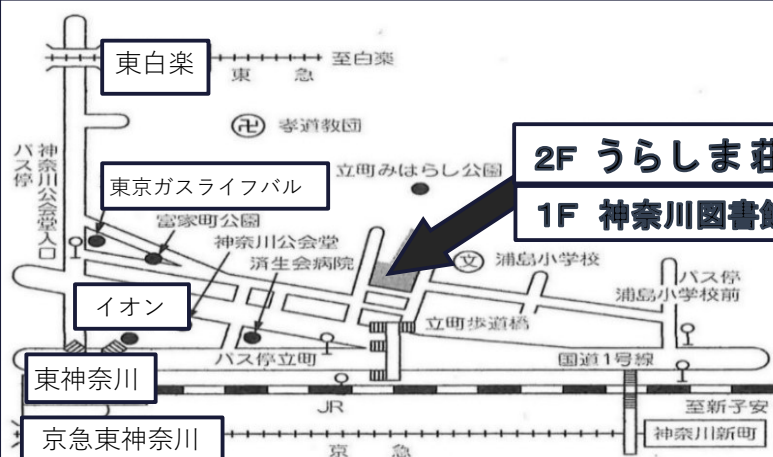 東白楽
至白楽
東 急
卍 孝道教団
バス停
神奈川公会堂入口
2F うらしま荘
1F 神奈川図書館
立町みはらし公園
東京ガスライフバル
富家町公園
神奈川公会堂
済生会病院
文 浦島小学校
バス停
浦島小学校前
イオン
立町歩道橋
バス停立町
国道1号線
東神奈川
JR
至新子安
京急東神奈川
京 急
神奈川新町